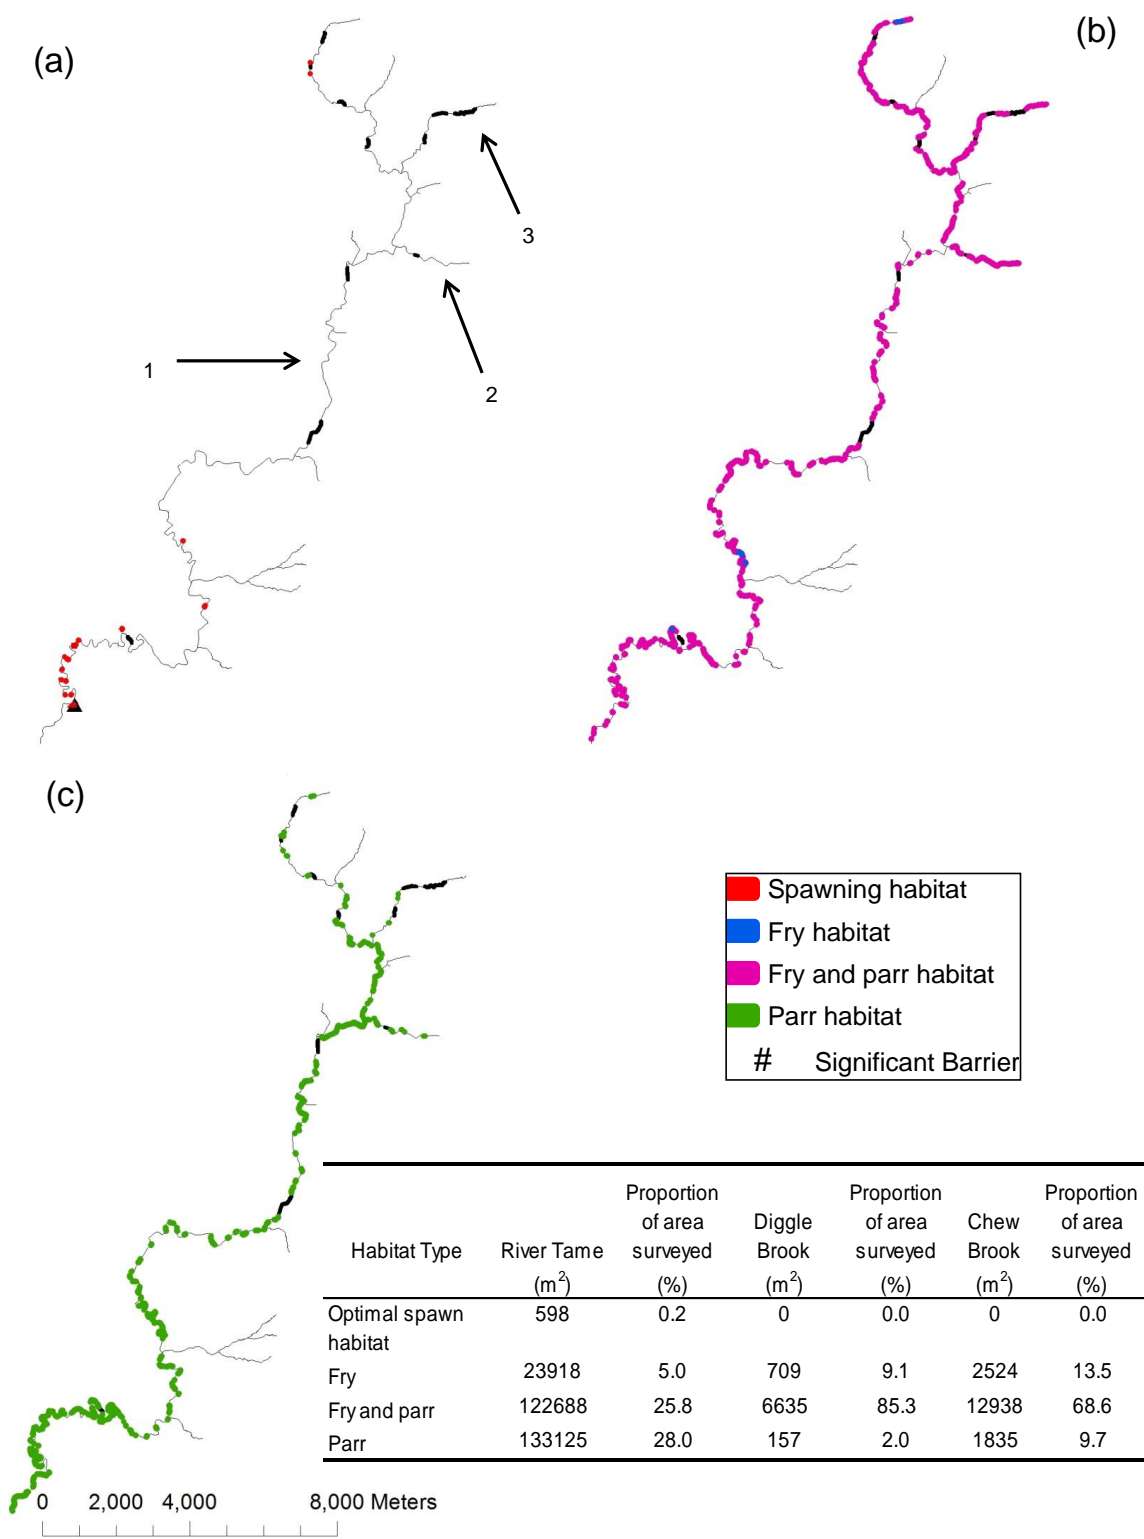 (a)
(b)
3
1
2
(c)
Spawning habitat
Fry habitat
Fry and parr habitat
Parr habitat
# Significant Barrier
Habitat Type River Tame (m²) Proportion of area surveyed (%) Diggle Brook (m²) Proportion of area surveyed (%) Chew Brook (m²) Proportion of area surveyed (%)
Optimal spawn habitat 598 0.2 0 0.0 0 0.0
Fry 23918 5.0 709 9.1 2524 13.5
Fry and parr 122688 25.8 6635 85.3 12938 68.6
Parr 133125 28.0 157 2.0 1835 9.7
0 2,000 4,000 8,000 Meters